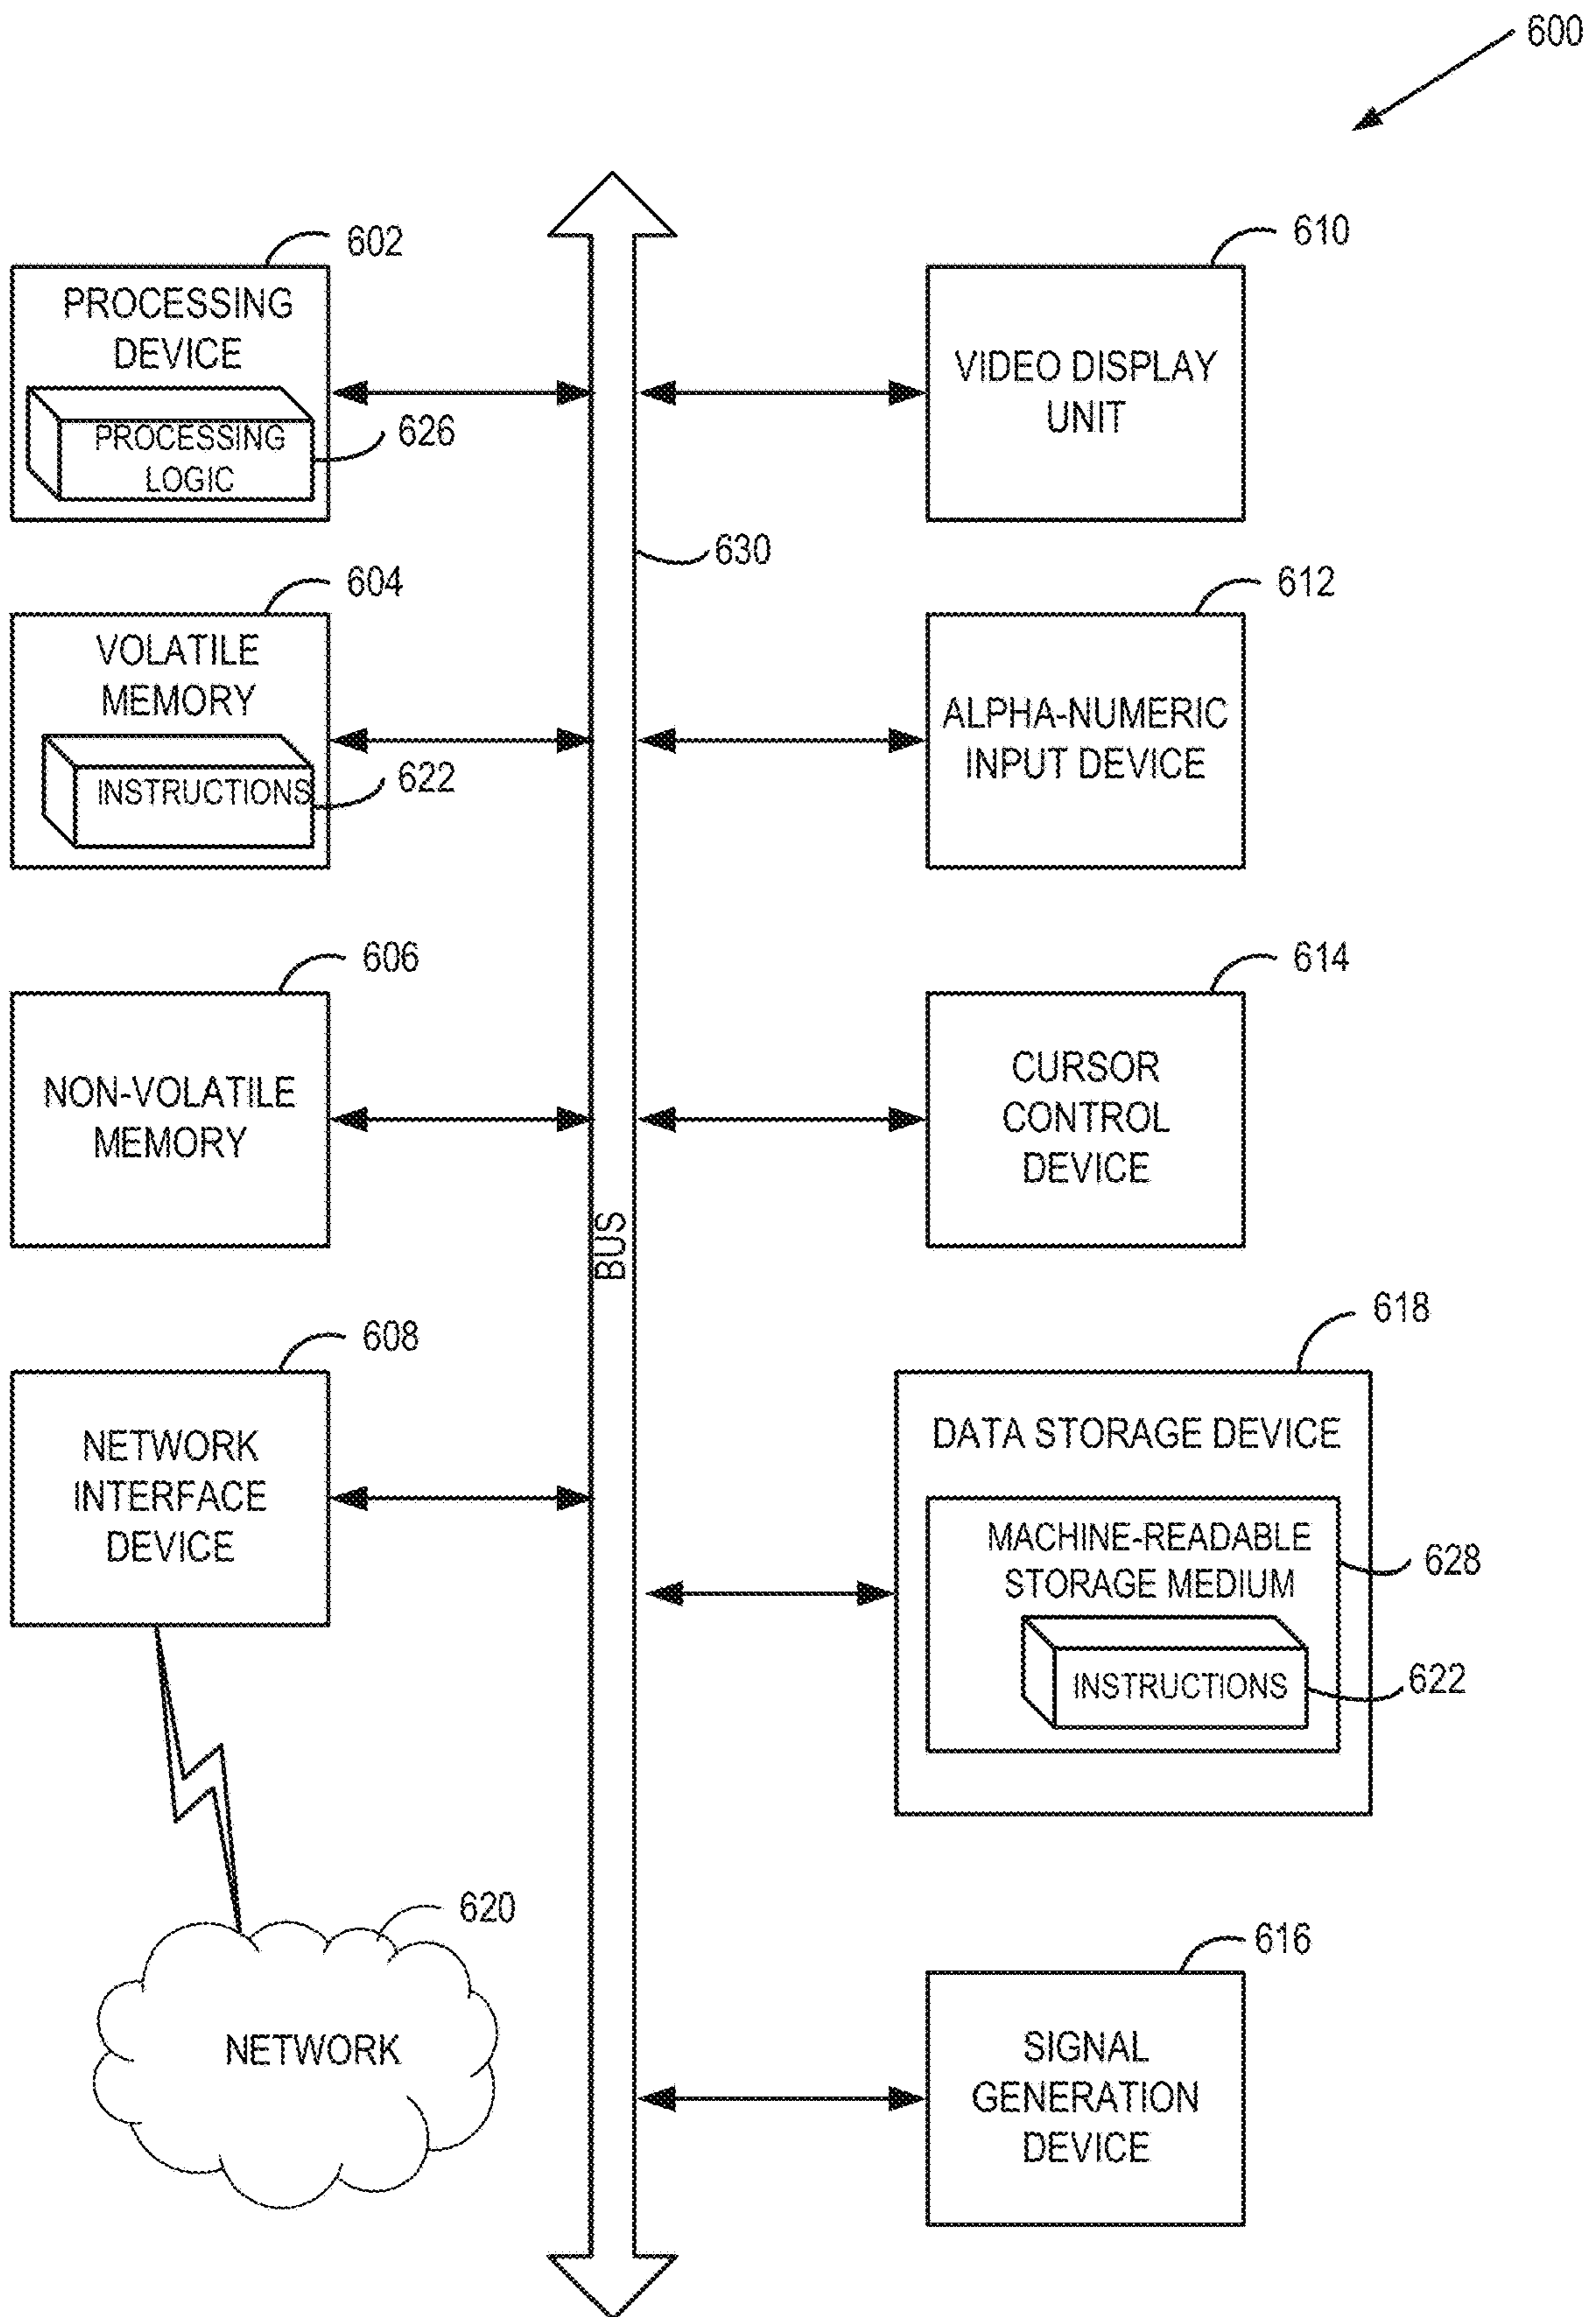 600
602
PROCESSING
DEVICE
PROCESSING
LOGIC
626
604
VOLATILE
MEMORY
INSTRUCTIONS
622
606
NON-VOLATILE
MEMORY
608
NETWORK
INTERFACE
DEVICE
620
NETWORK
BUS
630
610
VIDEO DISPLAY
UNIT
612
ALPHA-NUMERIC
INPUT DEVICE
614
CURSOR
CONTROL
DEVICE
618
DATA STORAGE DEVICE
MACHINE-READABLE
STORAGE MEDIUM
628
INSTRUCTIONS
622
616
SIGNAL
GENERATION
DEVICE